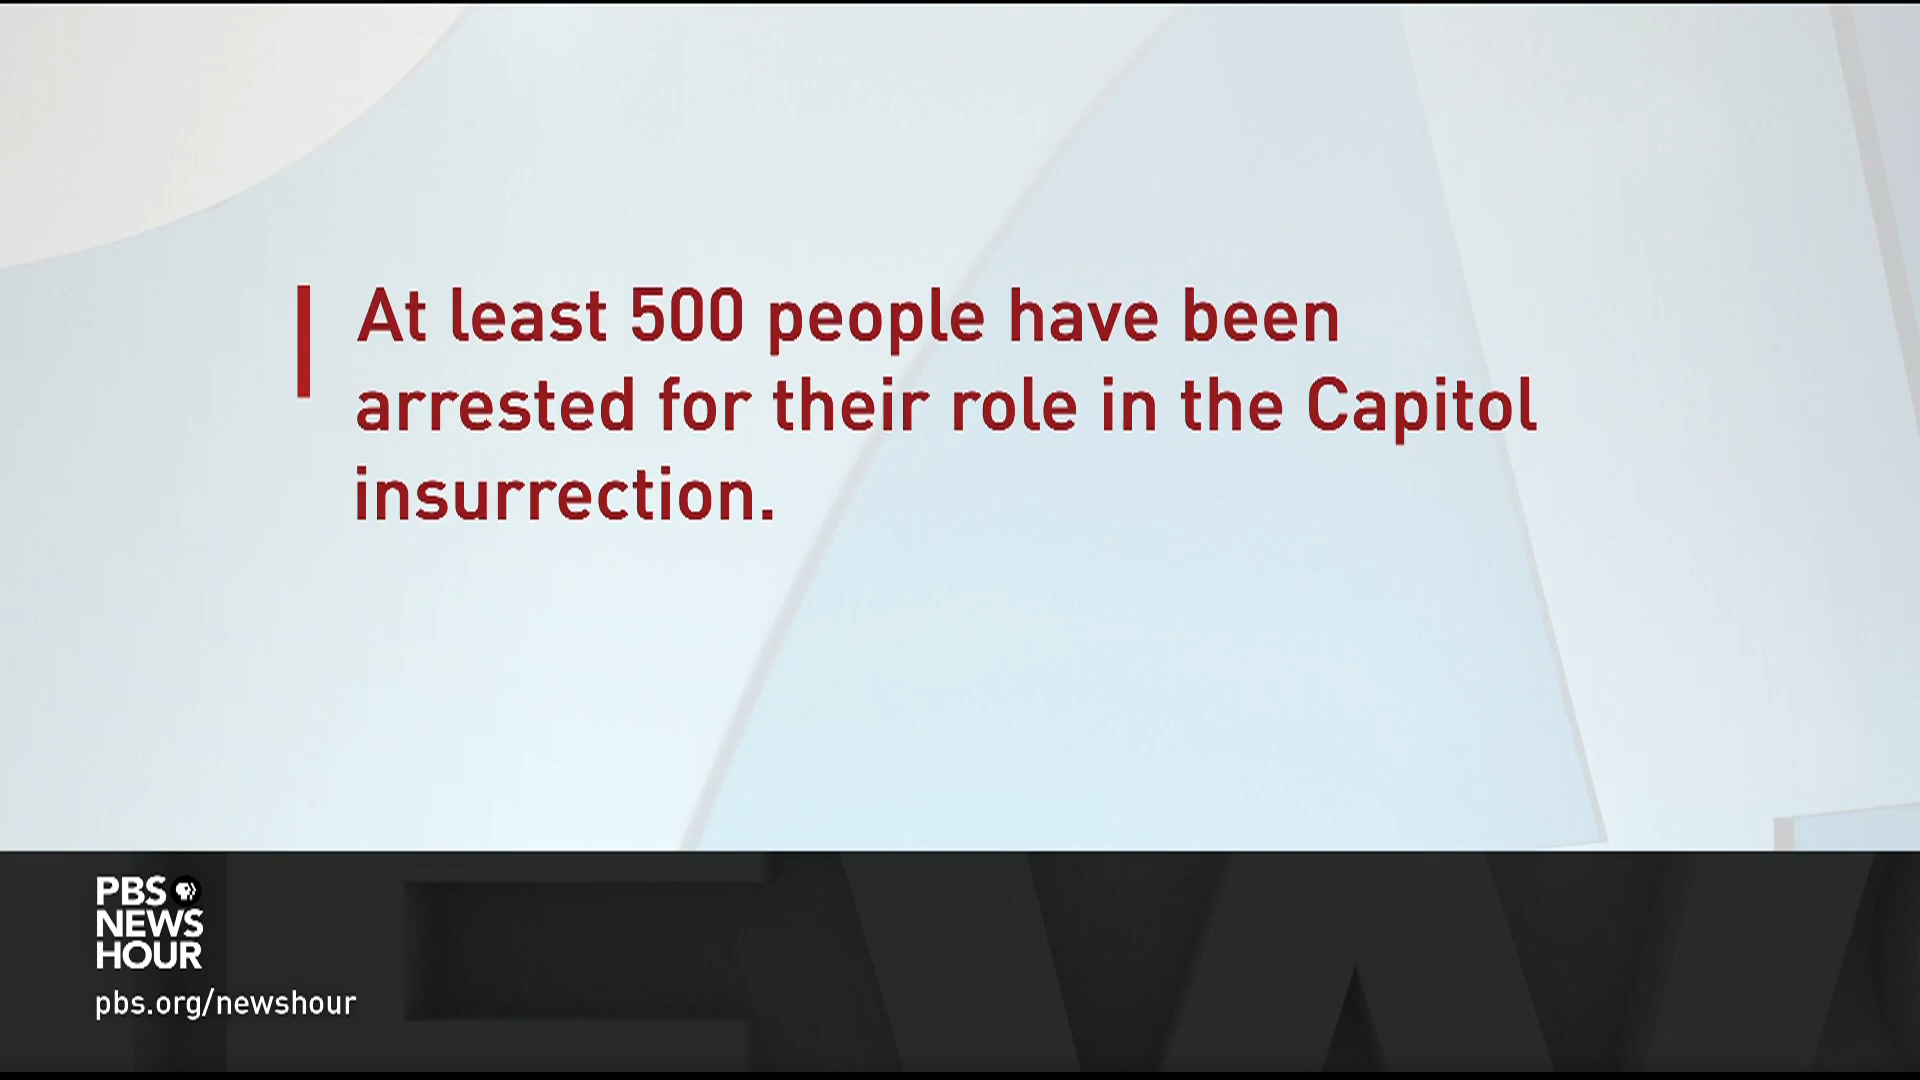 At least 500 people have been
arrested for their role in the Capitol
insurrection.
PBS
NEWS
HOUR
pbs.org/newshour